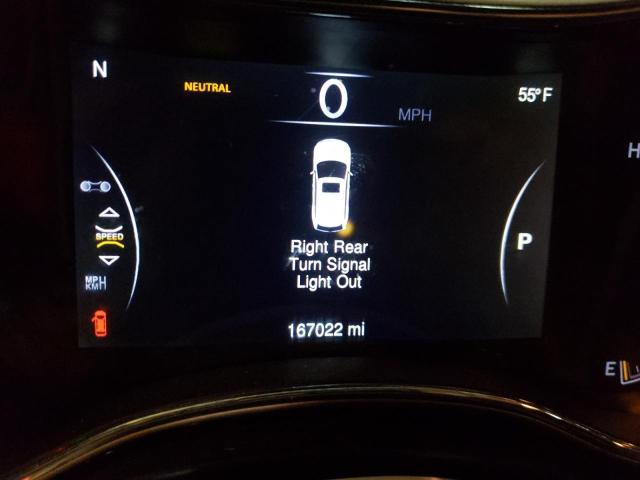 N
NEUTRAL
0
MPH
55°F
SPEED
P
MPH
KMH
Right Rear
Turn Signal
Light Out
167022 mi
H
E